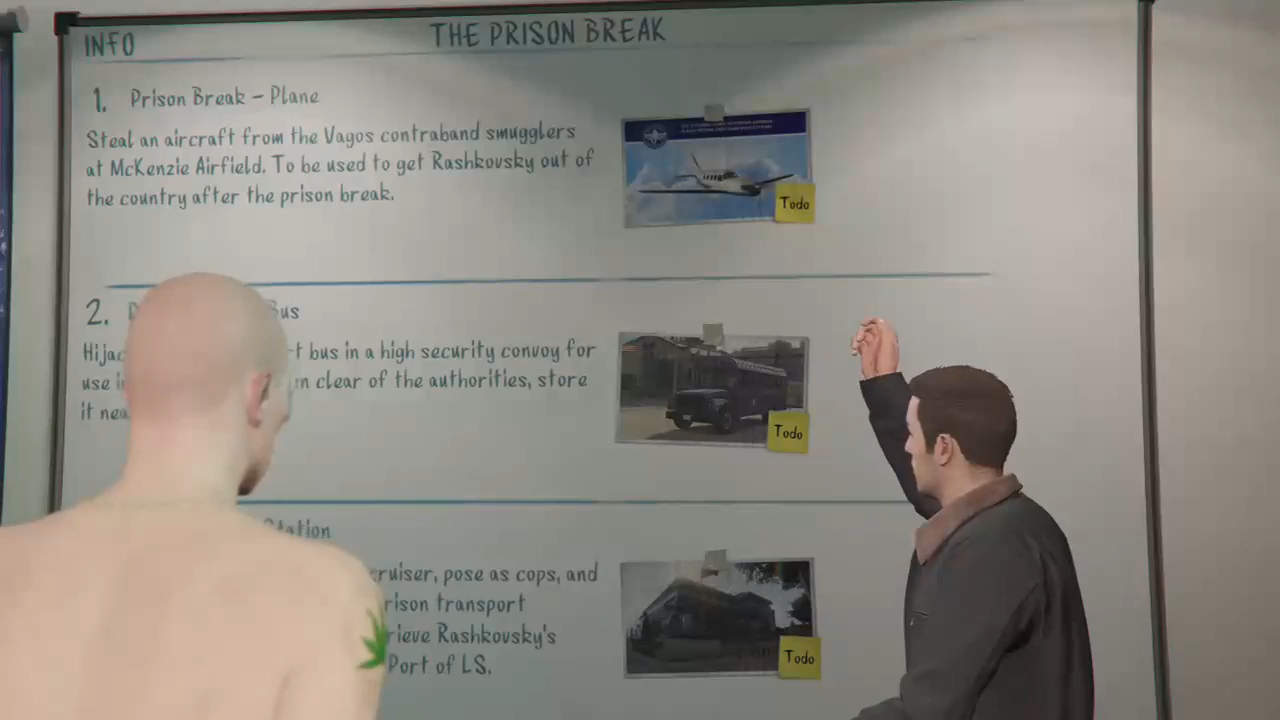 INFO
THE PRISON BREAK
1. Prison Break – Plane
Steal an aircraft from the Vagos contraband smugglers
at McKenzie Airfield. To be used to get Rashkovsky out of
the country after the prison break.
Todo
2. Bus
Hijac t bus in a high security convoy for
use i n clear of the authorities, store
it nea
Todo
Station
cruiser, pose as cops, and
rison transport
rieve Rashkovsky's
Port of LS.
Todo